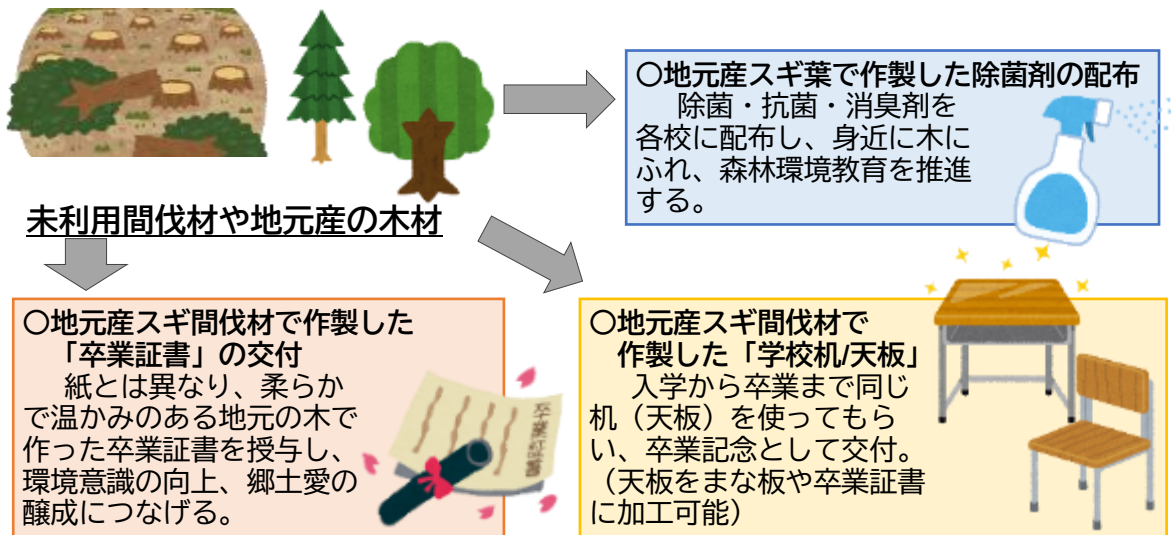 未利用間伐材や地元産の木材
〇地元産スギ葉で作製した除菌剤の配布
除菌・抗菌・消臭剤を
各校に配布し、身近に木に
ふれ、森林環境教育を推進
する。
〇地元産スギ間伐材で作製した
「卒業証書」の交付
紙とは異なり、柔らか
で温かみのある地元の木で
作った卒業証書を授与し、
環境意識の向上、郷土愛の
醸成につなげる。
卒業証書
〇地元産スギ間伐材で
作製した「学校机/天板」
入学から卒業まで同じ
机（天板）を使ってもら
い、卒業記念として交付。
（天板をまな板や卒業証書
に加工可能）